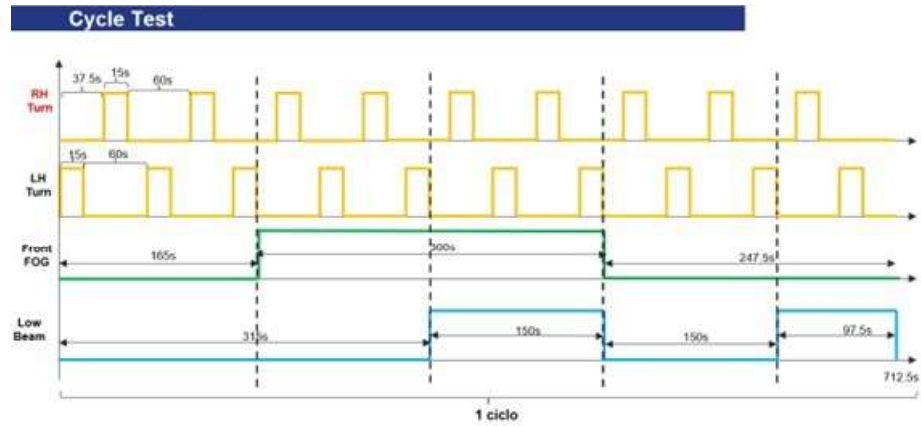 Cycle Test
37.5s
15s
60s
RH
Turn
15s
60s
LH
Turn
Front
FOG
165s
300s
247.5s
Low
Beam
315s
150s
150s
97.5s
712.5s
1 ciclo